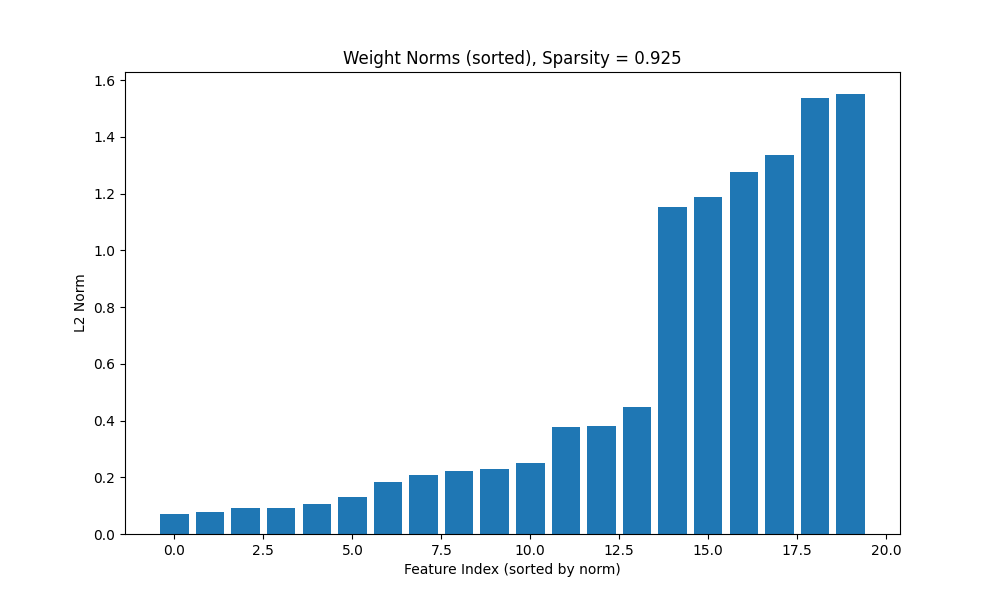 Weight Norms (sorted), Sparsity = 0.925
1.6
1.4
1.2
1.0
0.8
0.6
0.4
0.2
0.0
L2 Norm
0.0 2.5 5.0 7.5 10.0 12.5 15.0 17.5 20.0
Feature Index (sorted by norm)